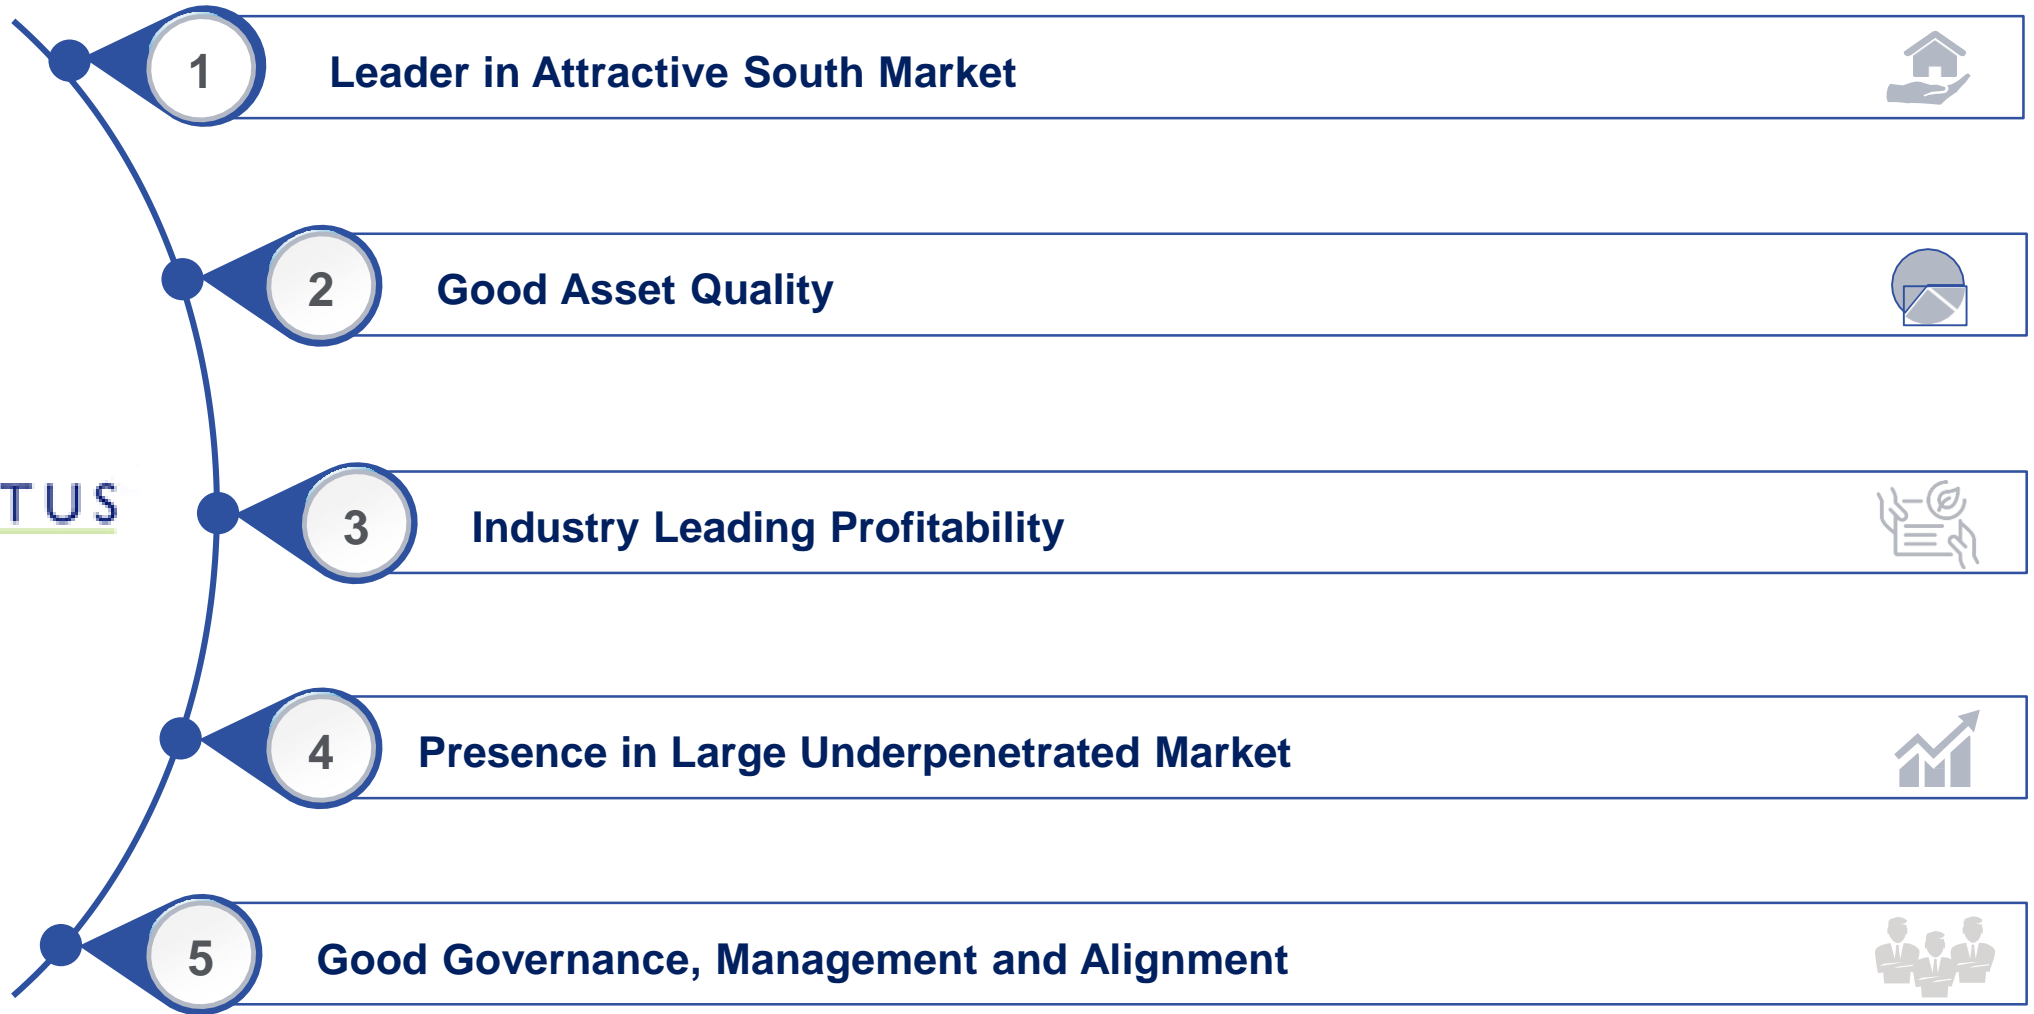 1
Leader in Attractive South Market
2
Good Asset Quality
TUS
3
Industry Leading Profitability
4
Presence in Large Underpenetrated Market
5
Good Governance, Management and Alignment